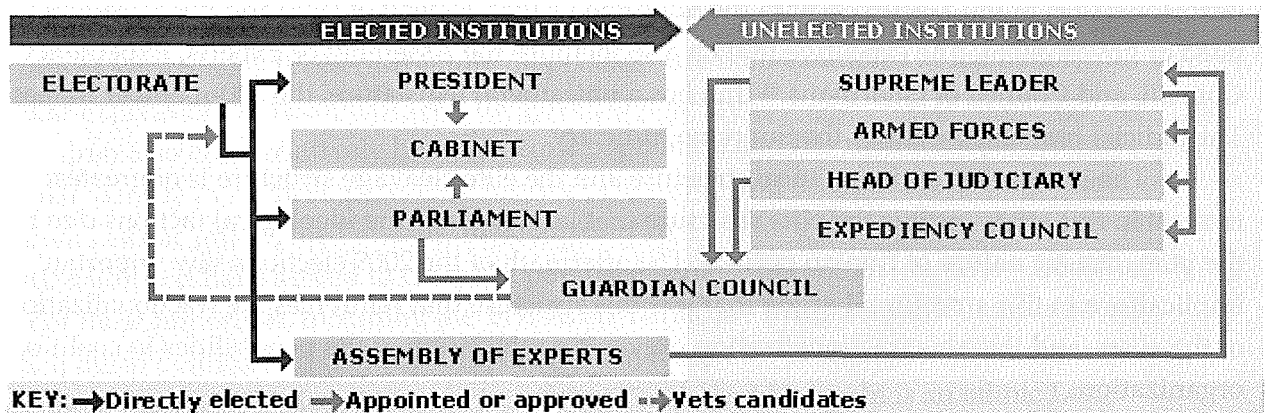 ELECTED INSTITUTIONS
UNELECTED INSTITUTIONS
ELECTORATE
PRESIDENT
CABINET
PARLIAMENT
SUPREME LEADER
ARMED FORCES
HEAD OF JUDICIARY
EXPEDIENCY COUNCIL
GUARDIAN COUNCIL
ASSEMBLY OF EXPERTS
KEY: Directly elected Appointed or approved Vets candidates